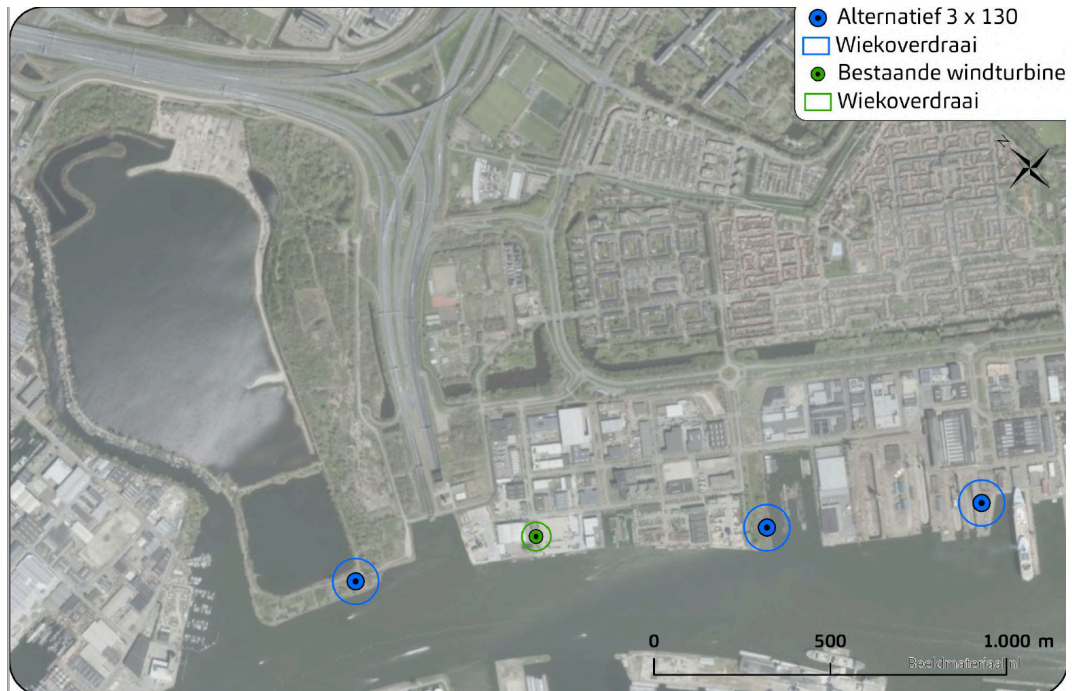 Alternatief 3 x 130
Wiekoverdraai
Bestaande windturbine
Wiekoverdraai
N
0 500 1.000 m
Beeldmateriaal.nl